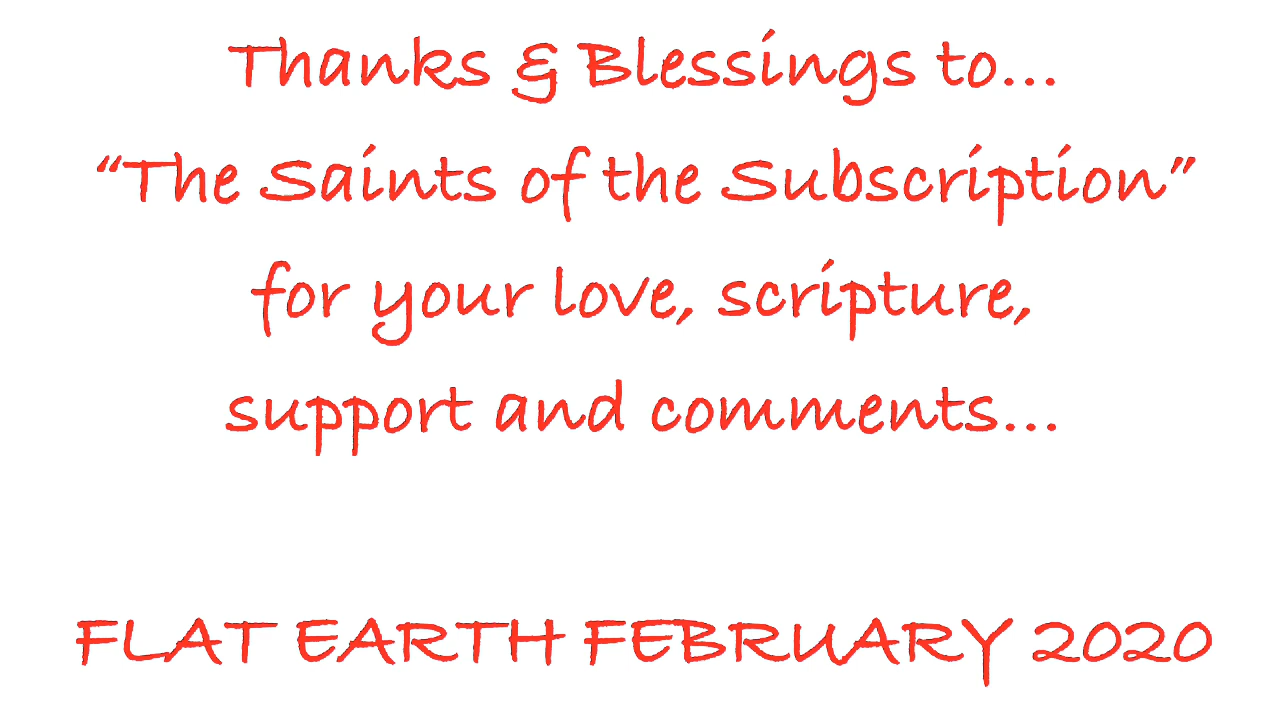 Thanks & Blessings to...
“The Saints of the Subscription”
for your love, scripture,
support and comments...
FLAT EARTH FEBRUARY 2020